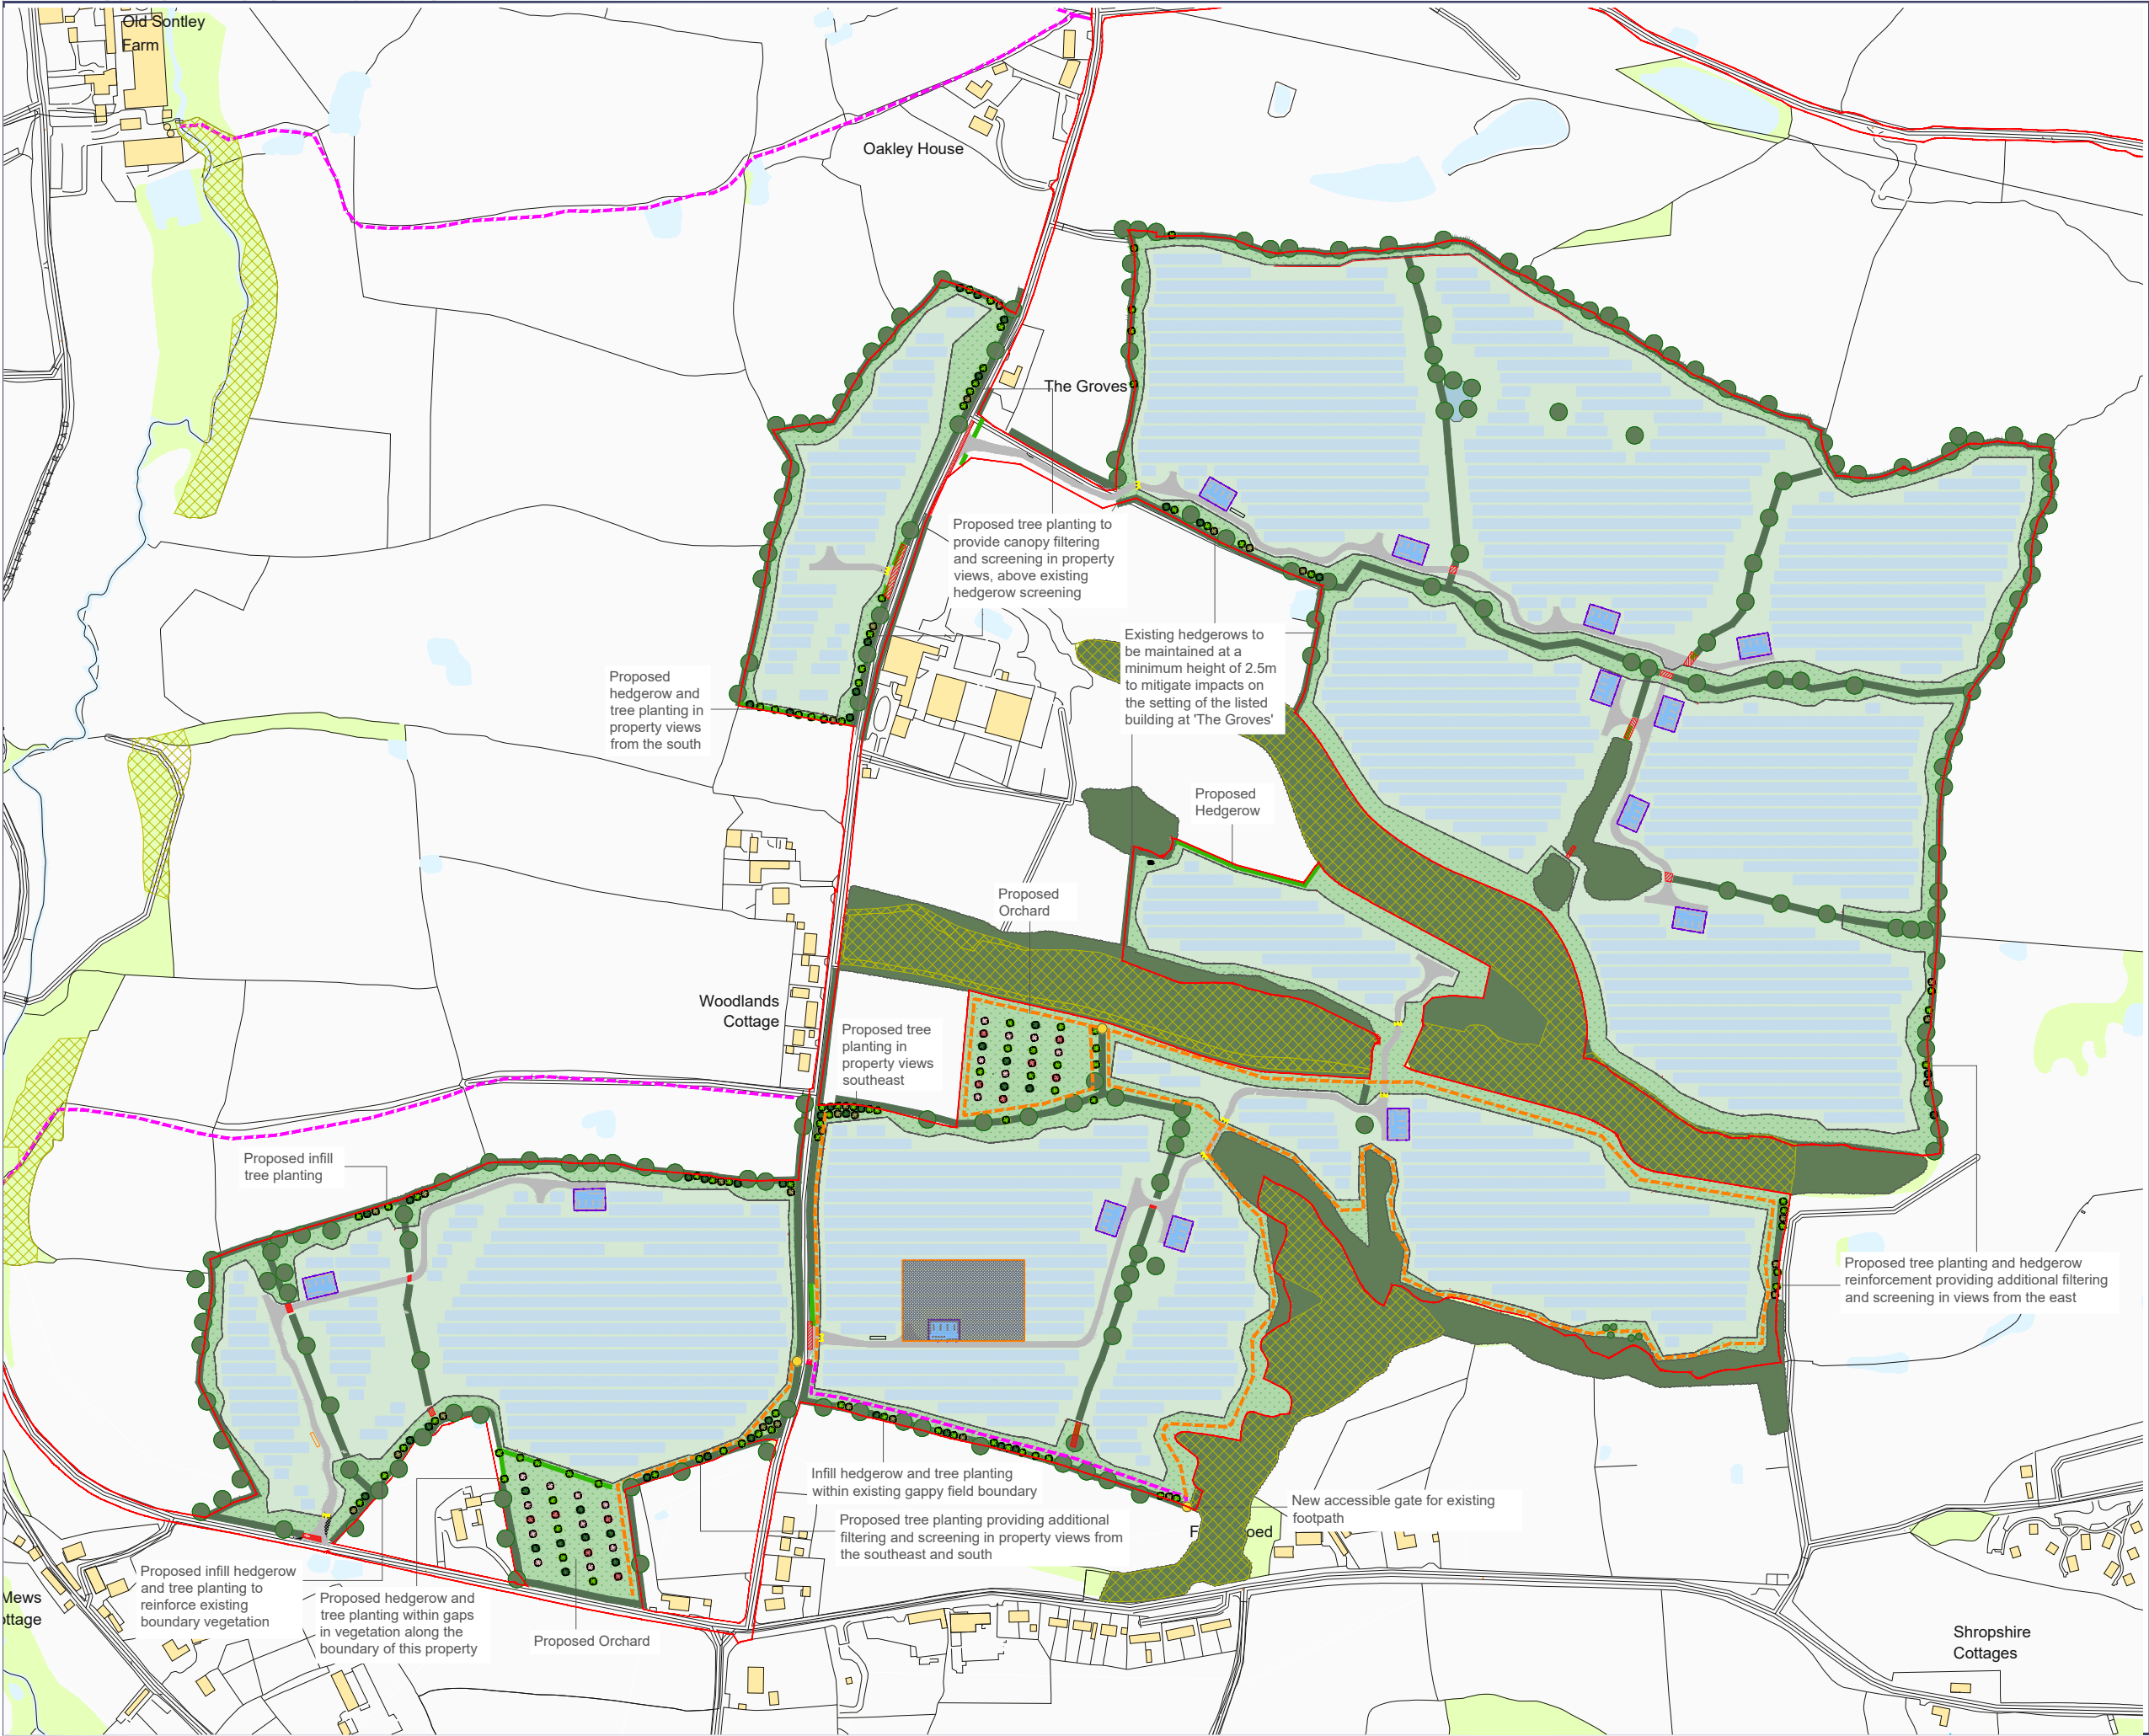 Old Sontley
Farm
Oakley House
The Groves
Proposed tree planting to
provide canopy filtering
and screening in property
views, above existing
hedgerow screening
Existing hedgerows to
be maintained at a
minimum height of 2.5m
to mitigate impacts on
the setting of the listed
building at 'The Groves'
Proposed
hedgerow and
tree planting in
property views
from the south
Proposed
Hedgerow
Proposed
Orchard
Woodlands
Cottage
Proposed tree
planting in
property views
southeast
Proposed infill
tree planting
Proposed tree planting and hedgerow
reinforcement providing additional filtering
and screening in views from the east
Infill hedgerow and tree planting
within existing gappy field boundary
New accessible gate for existing
footpath
Proposed tree planting providing additional
filtering and screening in property views from
the southeast and south
Proposed infill hedgerow
and tree planting to
reinforce existing
boundary vegetation
Proposed hedgerow and
tree planting within gaps
in vegetation along the
boundary of this property
Proposed Orchard
Mews
ottage
Shropshire
Cottages